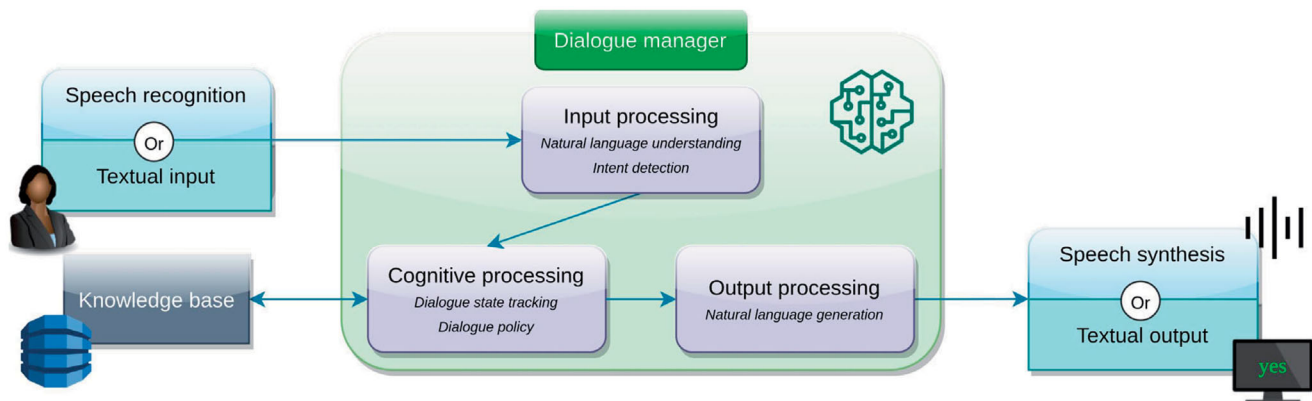 Dialogue manager
Speech recognition
Or
Textual input
Input processing
Natural language understanding
Intent detection
Knowledge base
Cognitive processing
Dialogue state tracking
Dialogue policy
Output processing
Natural language generation
Speech synthesis
Or
Textual output
yes